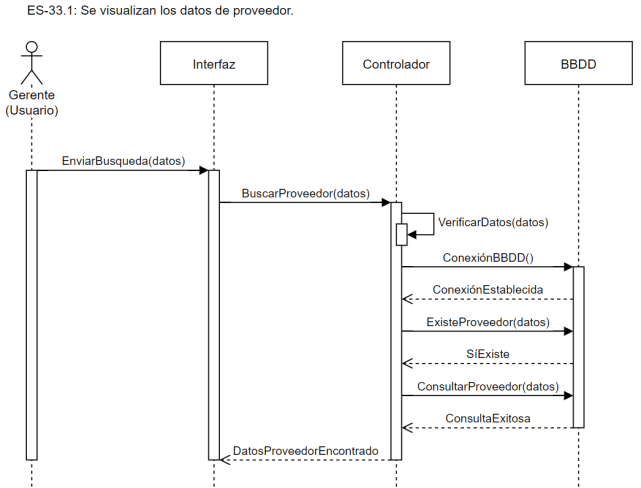 ES-33.1: Se visualizan los datos de proveedor.
Gerente
(Usuario)
Interfaz
Controlador
BBDD
EnviarBusqueda(datos)
BuscarProveedor(datos)
VerificarDatos(datos)
ConexiónBBDD()
ConexiónEstablecida
ExisteProveedor(datos)
SíExiste
ConsultarProveedor(datos)
ConsultaExitosa
DatosProveedorEncontrado